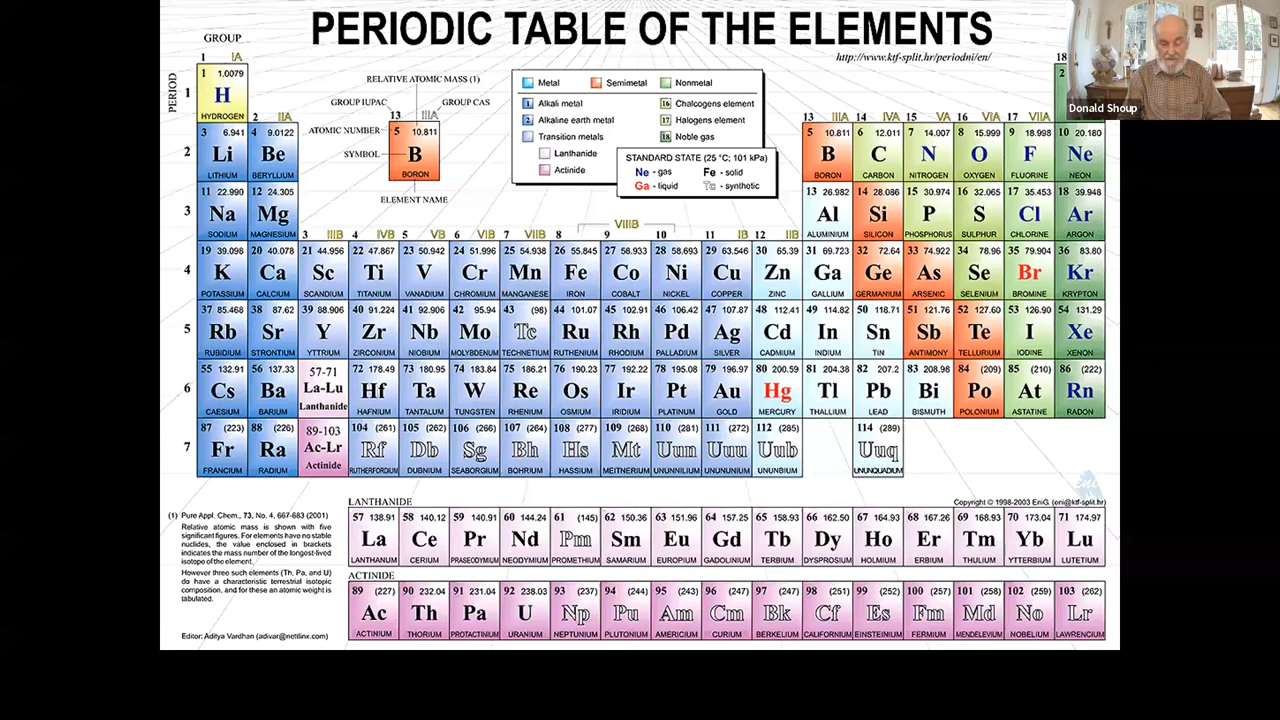 PERIODIC TABLE OF THE ELEMENTS
http://www.ktf-split.hr/periodni/en/
Donald Shoup
GROUP
PERIOD
1 IA
18
1 1.0079
H
HYDROGEN
2
RELATIVE ATOMIC MASS (1)
GROUP IUPAC
GROUP CAS
13 IIIA
ATOMIC NUMBER
5 10.811
SYMBOL
B
BORON
ELEMENT NAME
Metal Semimetal Nonmetal
1 Alkali metal 16 Chalcogens element
2 Alkaline earth metal 17 Halogens element
Transition metals 18 Noble gas
Lanthanide
Actinide
STANDARD STATE (25 °C; 101 kPa)
Ne - gas Fe - solid
Ga - liquid Tc - synthetic
1
2 IIA 13 IIIA 14 IVA 15 VA 16 VIA 17 VIIA
3 6.941 4 9.0122 5 10.811 6 12.011 7 14.007 8 15.999 9 18.998 10 20.180
2 Li Be B C N O F Ne
LITHIUM BERYLLIUM BORON CARBON NITROGEN OXYGEN FLUORINE NEON
11 22.990 12 24.305 13 26.982 14 28.086 15 30.974 16 32.065 17 35.453 18 39.948
3 Na Mg Al Si P S Cl Ar
SODIUM MAGNESIUM ALUMINIUM SILICON PHOSPHORUS SULPHUR CHLORINE ARGON
VIIIB
3 IIIB 4 IVB 5 VB 6 VIB 7 VIIB 8 9 10 11 IB 12 IIB
19 39.098 20 40.078 21 44.956 22 47.867 23 50.942 24 51.996 25 54.938 26 55.845 27 58.933 28 58.693 29 63.546 30 65.39 31 69.723 32 72.64 33 74.922 34 78.96 35 79.904 36 83.80
4 K Ca Sc Ti V Cr Mn Fe Co Ni Cu Zn Ga Ge As Se Br Kr
POTASSIUM CALCIUM SCANDIUM TITANIUM VANADIUM CHROMIUM MANGANESE IRON COBALT NICKEL COPPER ZINC GALLIUM GERMANIUM ARSENIC SELENIUM BROMINE KRYPTON
37 85.468 38 87.62 39 88.906 40 91.224 41 92.906 42 95.94 43 (98) 44 101.07 45 102.91 46 106.42 47 107.87 48 112.41 49 114.82 50 118.71 51 121.76 52 127.60 53 126.90 54 131.29
5 Rb Sr Y Zr Nb Mo Tc Ru Rh Pd Ag Cd In Sn Sb Te I Xe
RUBIDIUM STRONTIUM YTTRIUM ZIRCONIUM NIOBIUM MOLYBDENUM TECHNETIUM RUTHENIUM RHODIUM PALLADIUM SILVER CADMIUM INDIUM TIN ANTIMONY TELLURIUM IODINE XENON
55 132.91 56 137.33 57-71 72 178.49 73 180.95 74 183.84 75 186.21 76 190.23 77 192.22 78 195.08 79 196.97 80 200.59 81 204.38 82 207.2 83 208.98 84 (209) 85 (210) 86 (222)
6 Cs Ba La-Lu Hf Ta W Re Os Ir Pt Au Hg Tl Pb Bi Po At Rn
CAESIUM BARIUM Lanthanide HAFNIUM TANTALUM TUNGSTEN RHENIUM OSMIUM IRIDIUM PLATINUM GOLD MERCURY THALLIUM LEAD BISMUTH POLONIUM ASTATINE RADON
87 (223) 88 (226) 89-103 104 (261) 105 (262) 106 (266) 107 (264) 108 (277) 109 (268) 110 (281) 111 (272) 112 (285) 114 (289)
7 Fr Ra Ac-Lr Rf Db Sg Bh Hs Mt Uun Uuu Uub Uuq
FRANCIUM RADIUM Actinide RUTHERFORDIUM DUBNIUM SEABORGIUM BOHRIUM HASSIUM MEITNERIUM UNUNNILIUM UNUNUNIUM UNUNBIUM UNUNQUADIUM
LANTHANIDE
Copyright © 1998-2003 EniG. (eni@ktf-split.hr)
57 138.91 58 140.12 59 140.91 60 144.24 61 (145) 62 150.36 63 151.96 64 157.25 65 158.93 66 162.50 67 164.93 68 167.26 69 168.93 70 173.04 71 174.97
La Ce Pr Nd Pm Sm Eu Gd Tb Dy Ho Er Tm Yb Lu
LANTHANUM CERIUM PRASEODYMIUM NEODYMIUM PROMETHIUM SAMARIUM EUROPIUM GADOLINIUM TERBIUM DYSPROSIUM HOLMIUM ERBIUM THULIUM YTTERBIUM LUTETIUM
ACTINIDE
89 (227) 90 232.04 91 231.04 92 238.03 93 (237) 94 (244) 95 (243) 96 (247) 97 (247) 98 (251) 99 (252) 100 (257) 101 (258) 102 (259) 103 (262)
Ac Th Pa U Np Pu Am Cm Bk Cf Es Fm Md No Lr
ACTINIUM THORIUM PROTACTINIUM URANIUM NEPTUNIUM PLUTONIUM AMERICIUM CURIUM BERKELIUM CALIFORNIUM EINSTEINIUM FERMIUM MENDELEVIUM NOBELIUM LAWRENCIUM
(1) Pure Appl. Chem., 73, No. 4, 667-683 (2001)
Relative atomic mass is shown with five
significant figures. For elements have no stable
nuclides, the value enclosed in brackets
indicates the mass number of the longest-lived
isotope of the element.
However three such elements (Th, Pa, and U)
do have a characteristic terrestrial isotopic
composition, and for these an atomic weight is
tabulated.
Editor: Aditya Vardhan (adivar@netlinx.com)